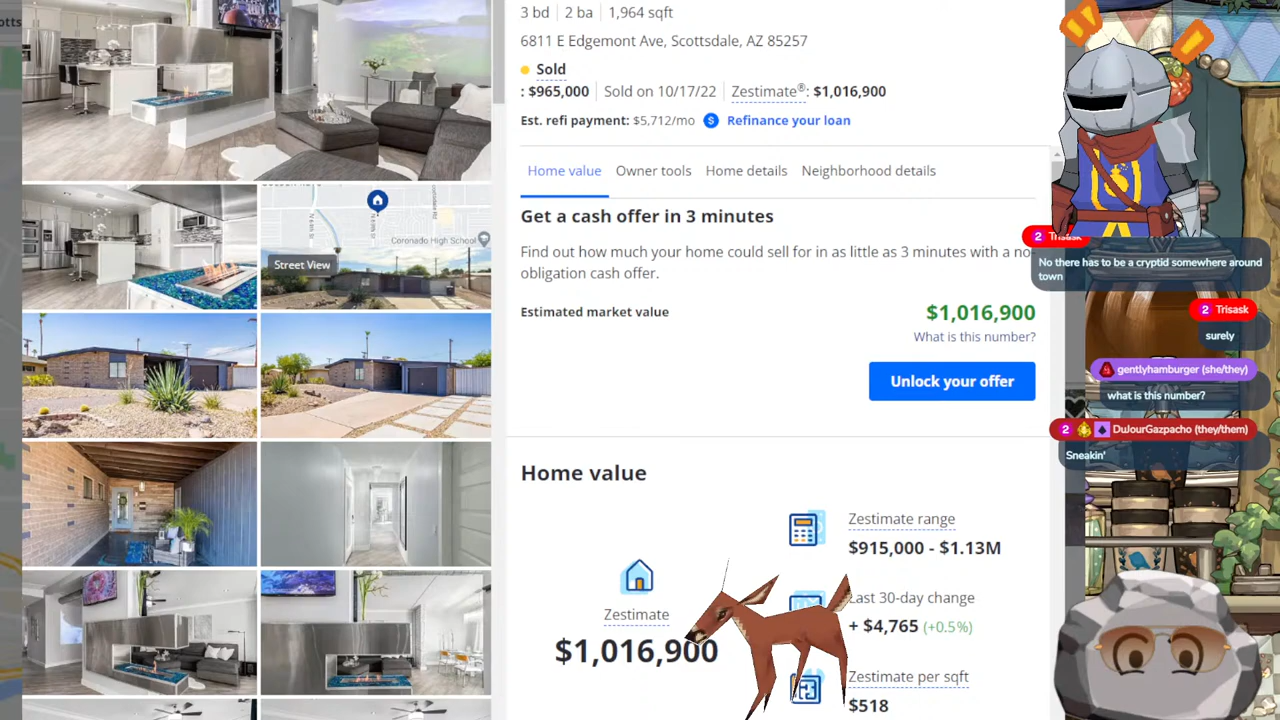 otts
3 bd | 2 ba | 1,964 sqft
6811 E Edgemont Ave, Scottsdale, AZ 85257
Sold
: $965,000 | Sold on 10/17/22 | Zestimate®: $1,016,900
Est. refi payment: $5,712/mo $ Refinance your loan
Home value Owner tools Home details Neighborhood details
Get a cash offer in 3 minutes
Find out how much your home could sell for in as little as 3 minutes with a no
obligation cash offer.
Estimated market value $1,016,900
What is this number?
Unlock your offer
Home value
Zestimate range
$915,000 - $1.13M
Zestimate
$1,016,900
Last 30-day change
+ $4,765 (+0.5%)
Zestimate per sqft
$518
Coronado High School
Street View
2 Trisask
No there has to be a cryptid somewhere around
town
2 Trisask
surely
gentlyhamburger (she/they)
what is this number?
2 DuJourGazpacho (they/them)
Sneakin'